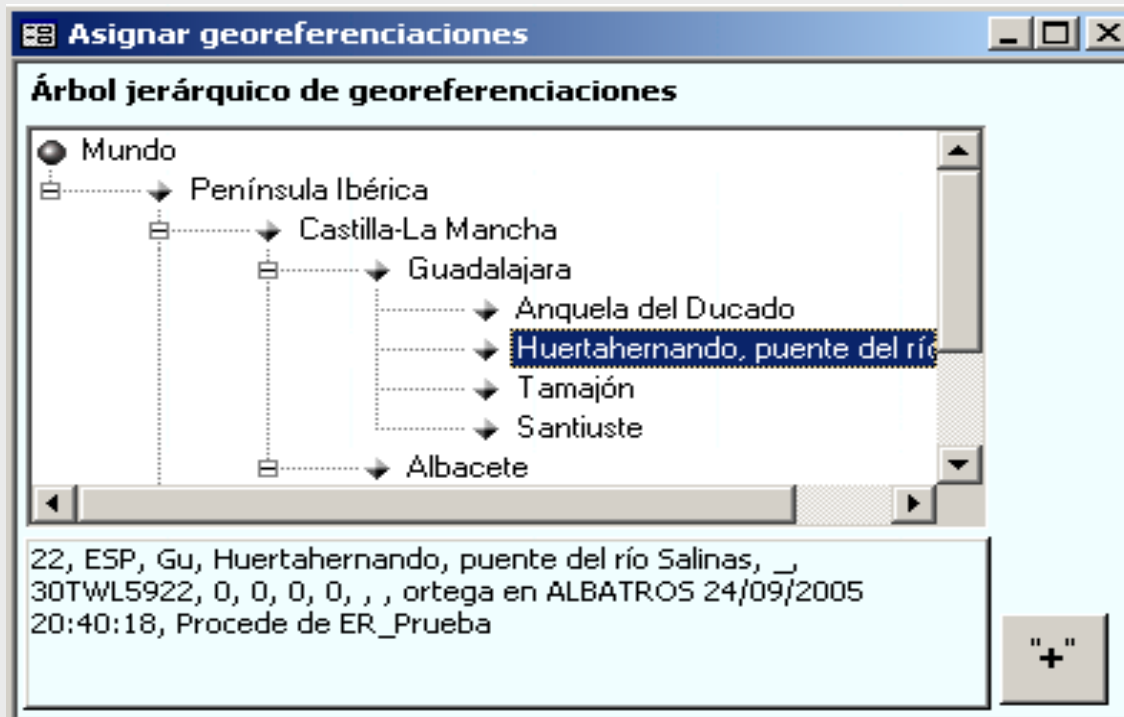 Asignar georeferenciaciones
Árbol jerárquico de georeferenciaciones
Mundo
Península Ibérica
Castilla-La Mancha
Guadalajara
Anquela del Ducado
Huertahernando, puente del río
Tamajón
Santiuste
Albacete
22, ESP, Gu, Huertahernando, puente del río Salinas, _,
30TWL5922, 0, 0, 0, 0, , , ortega en ALBATROS 24/09/2005
20:40:18, Procede de ER_Prueba
"+"